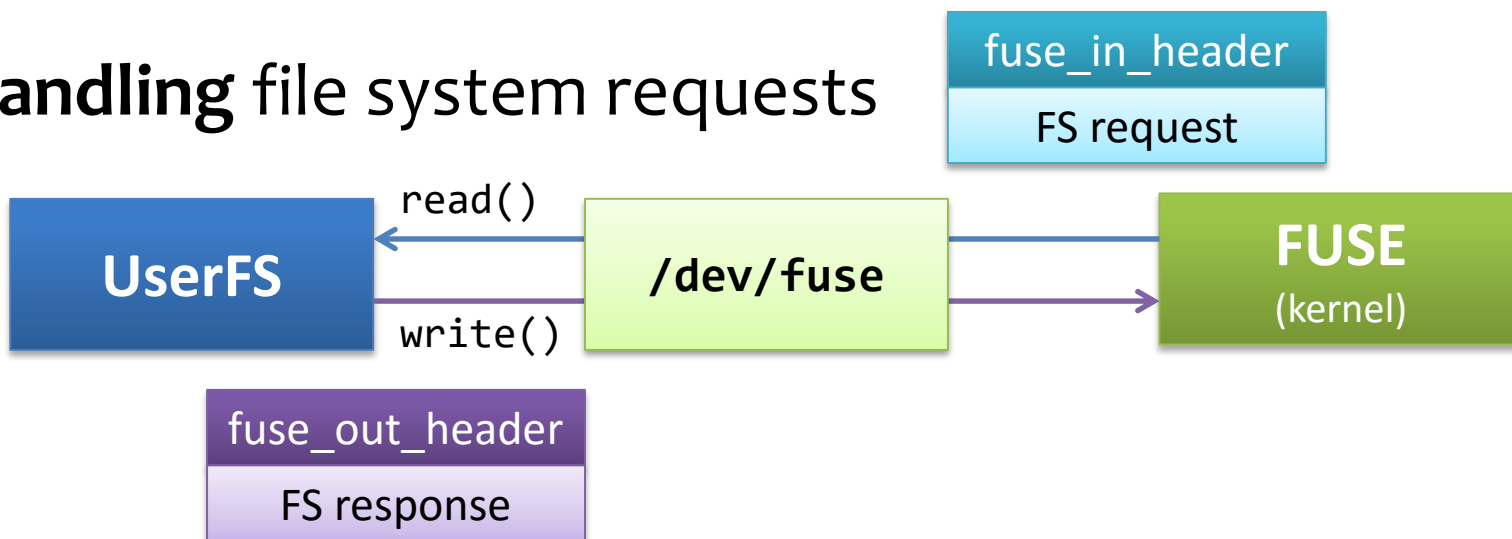 andling file system requests
fuse_in_header
FS request
read()
UserFS
/dev/fuse
FUSE
(kernel)
write()
fuse_out_header
FS response